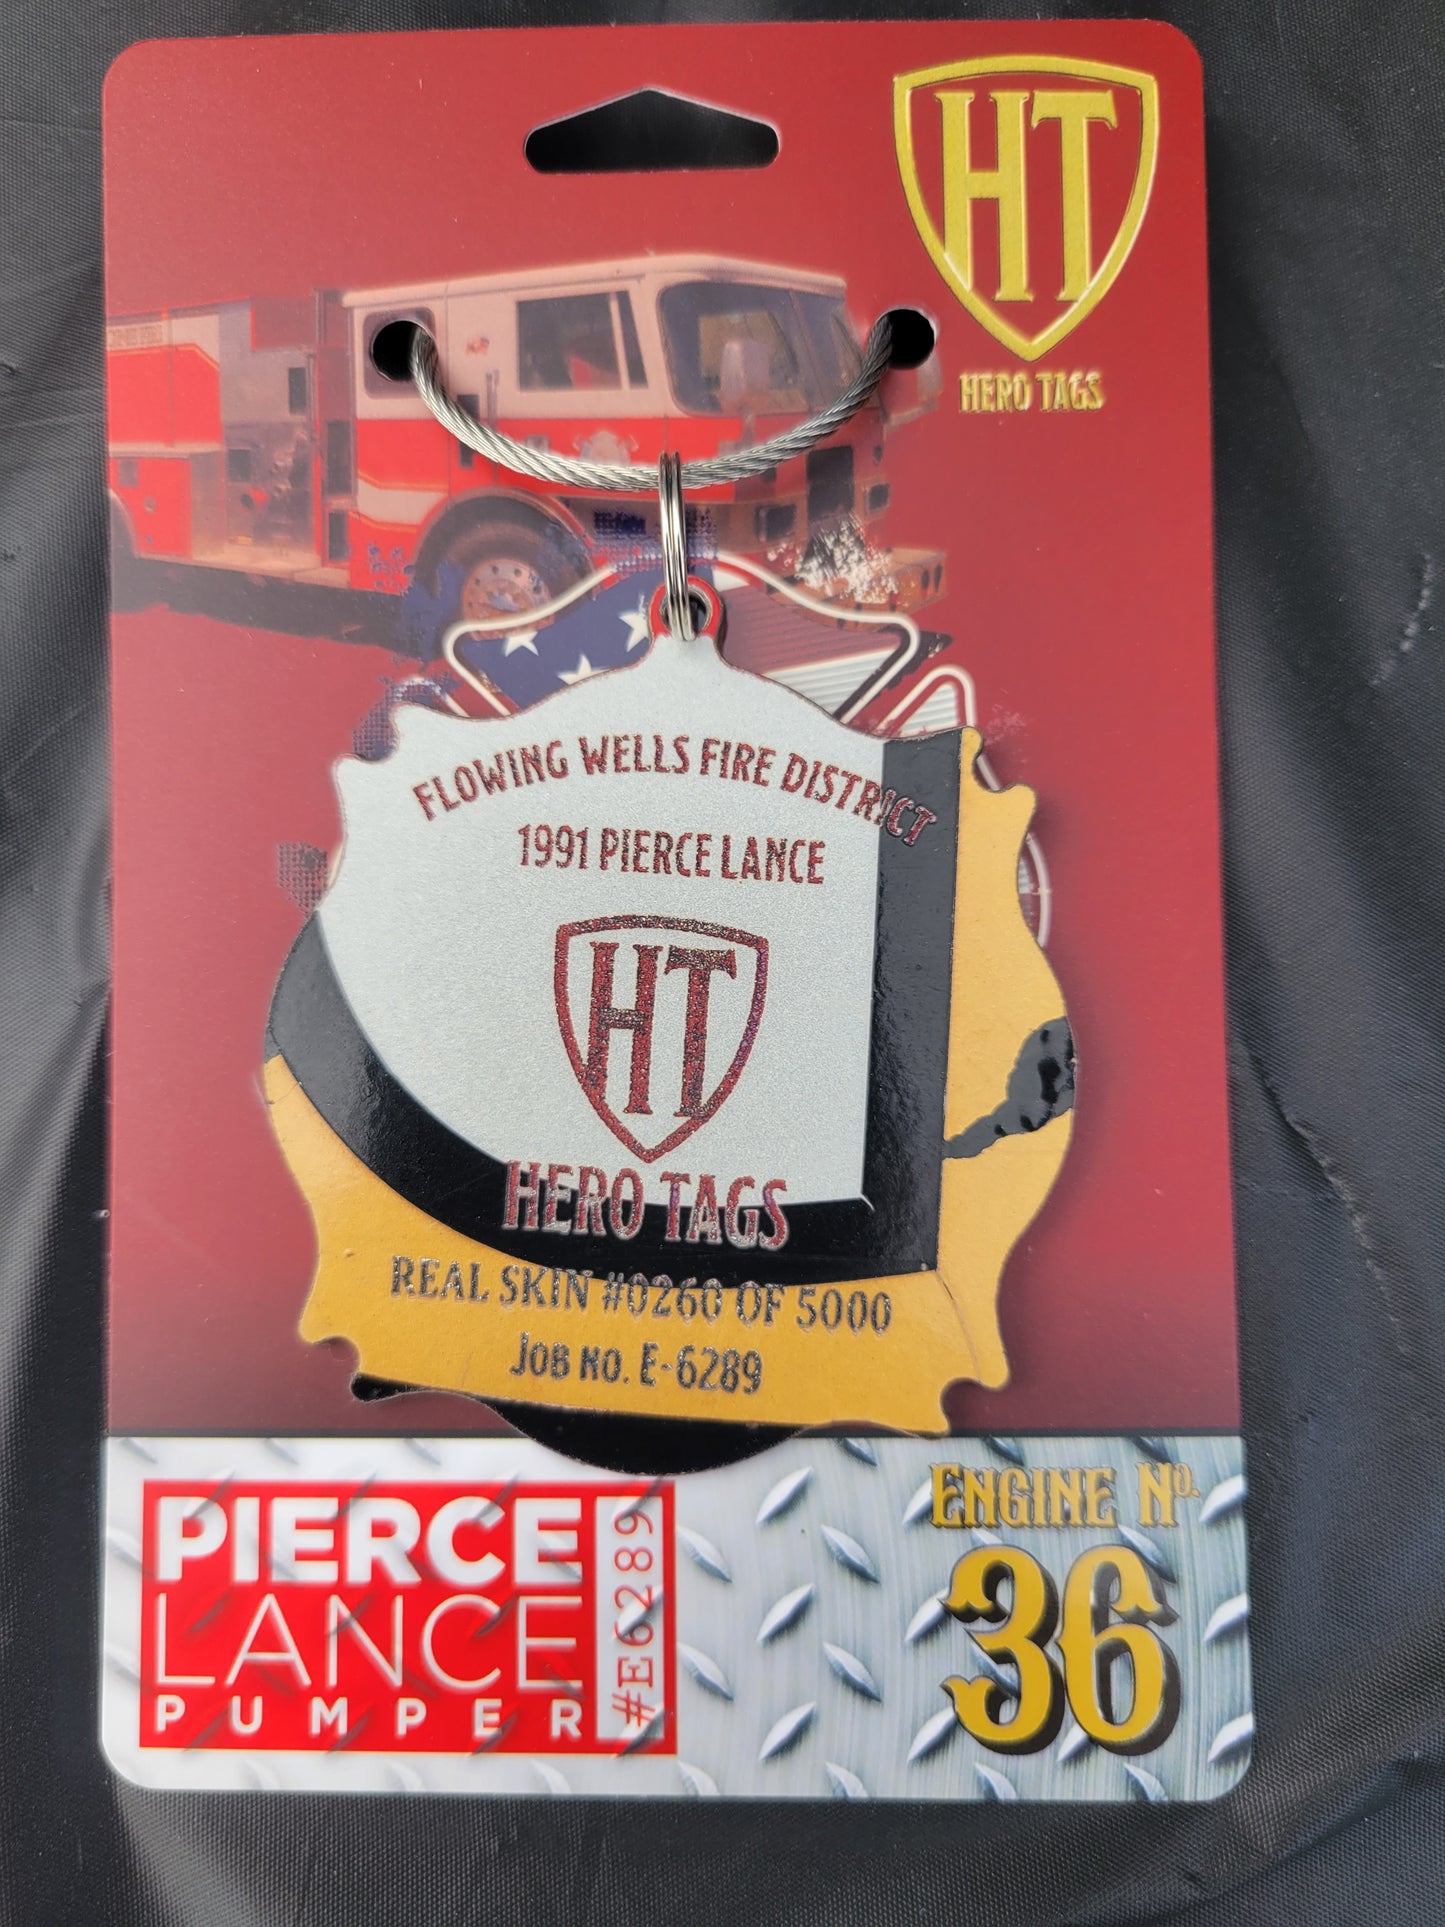 HT
HERO TAGS
FLOWING WELLS FIRE DISTRICT
1991 PIERCE LANCE
HT
HERO TAGS
REAL SKIN #0260 OF 5000
JOB NO. E-6289
PIERCE
LANCE
PUMPER
#E6289
ENGINE NO.
36